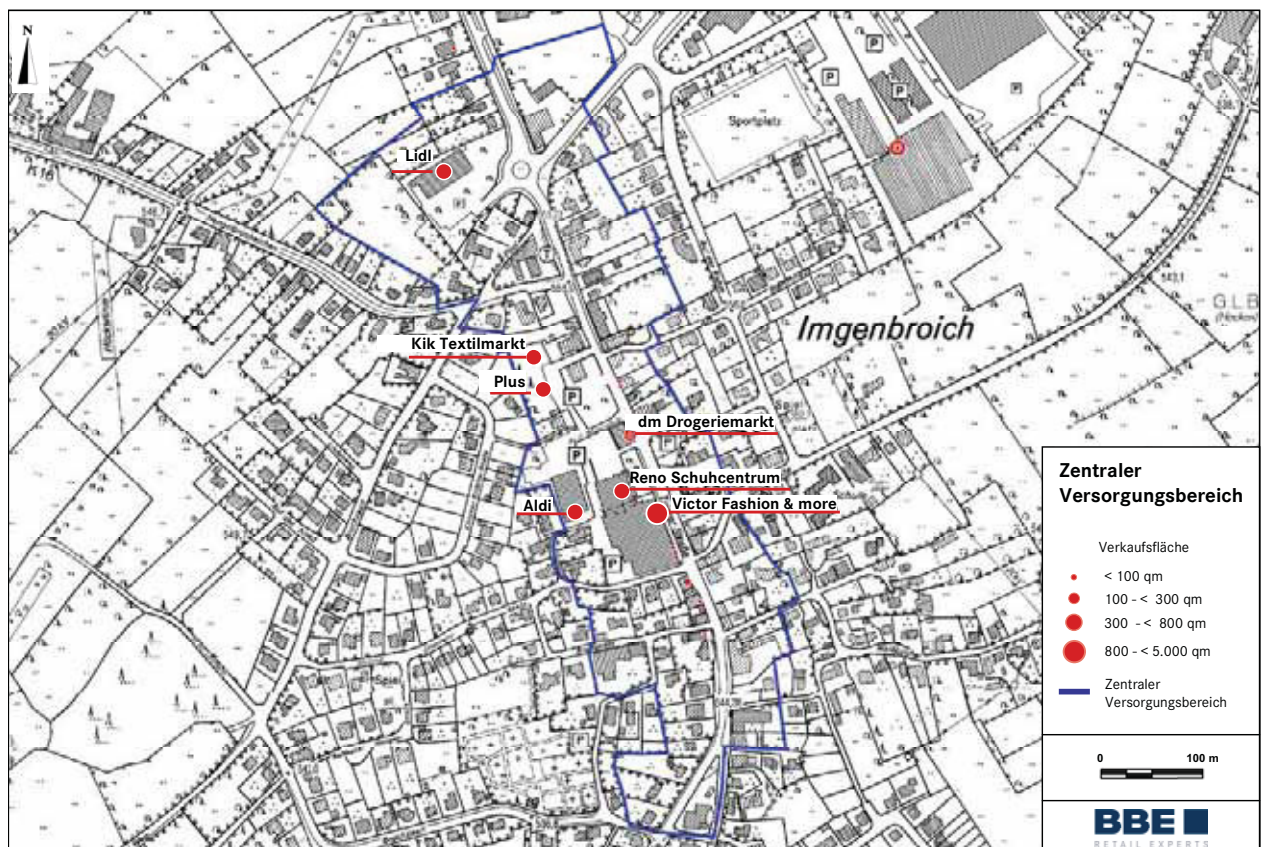 N
P
P
P
P
Sportplatz
Lidl
K 16
Imgenbroich
Kik Textilmarkt
Plus
P
dm Drogeriemarkt
P
Reno Schuhcentrum
Aldi
Victor Fashion & more
P
Zentraler
Versorgungsbereich
Verkaufsfläche
< 100 qm
100 - < 300 qm
300 - < 800 qm
800 - < 5.000 qm
Zentraler
Versorgungsbereich
0 100 m
BBE
RETAIL EXPERTS